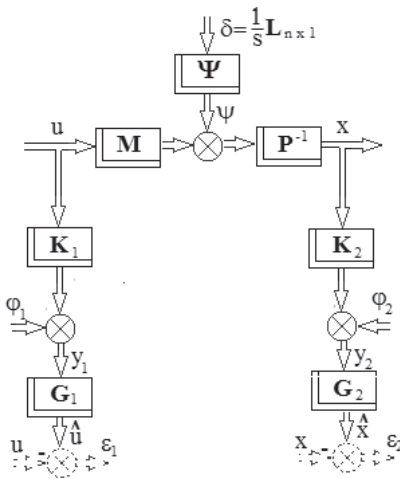 δ=1/s L n x 1
Ψ
u
ψ
x
M
P⁻¹
K₁
K₂
φ₁
φ₂
y₁
y₂
G₁
G₂
u - û ε₁
x - x̂ ε₂